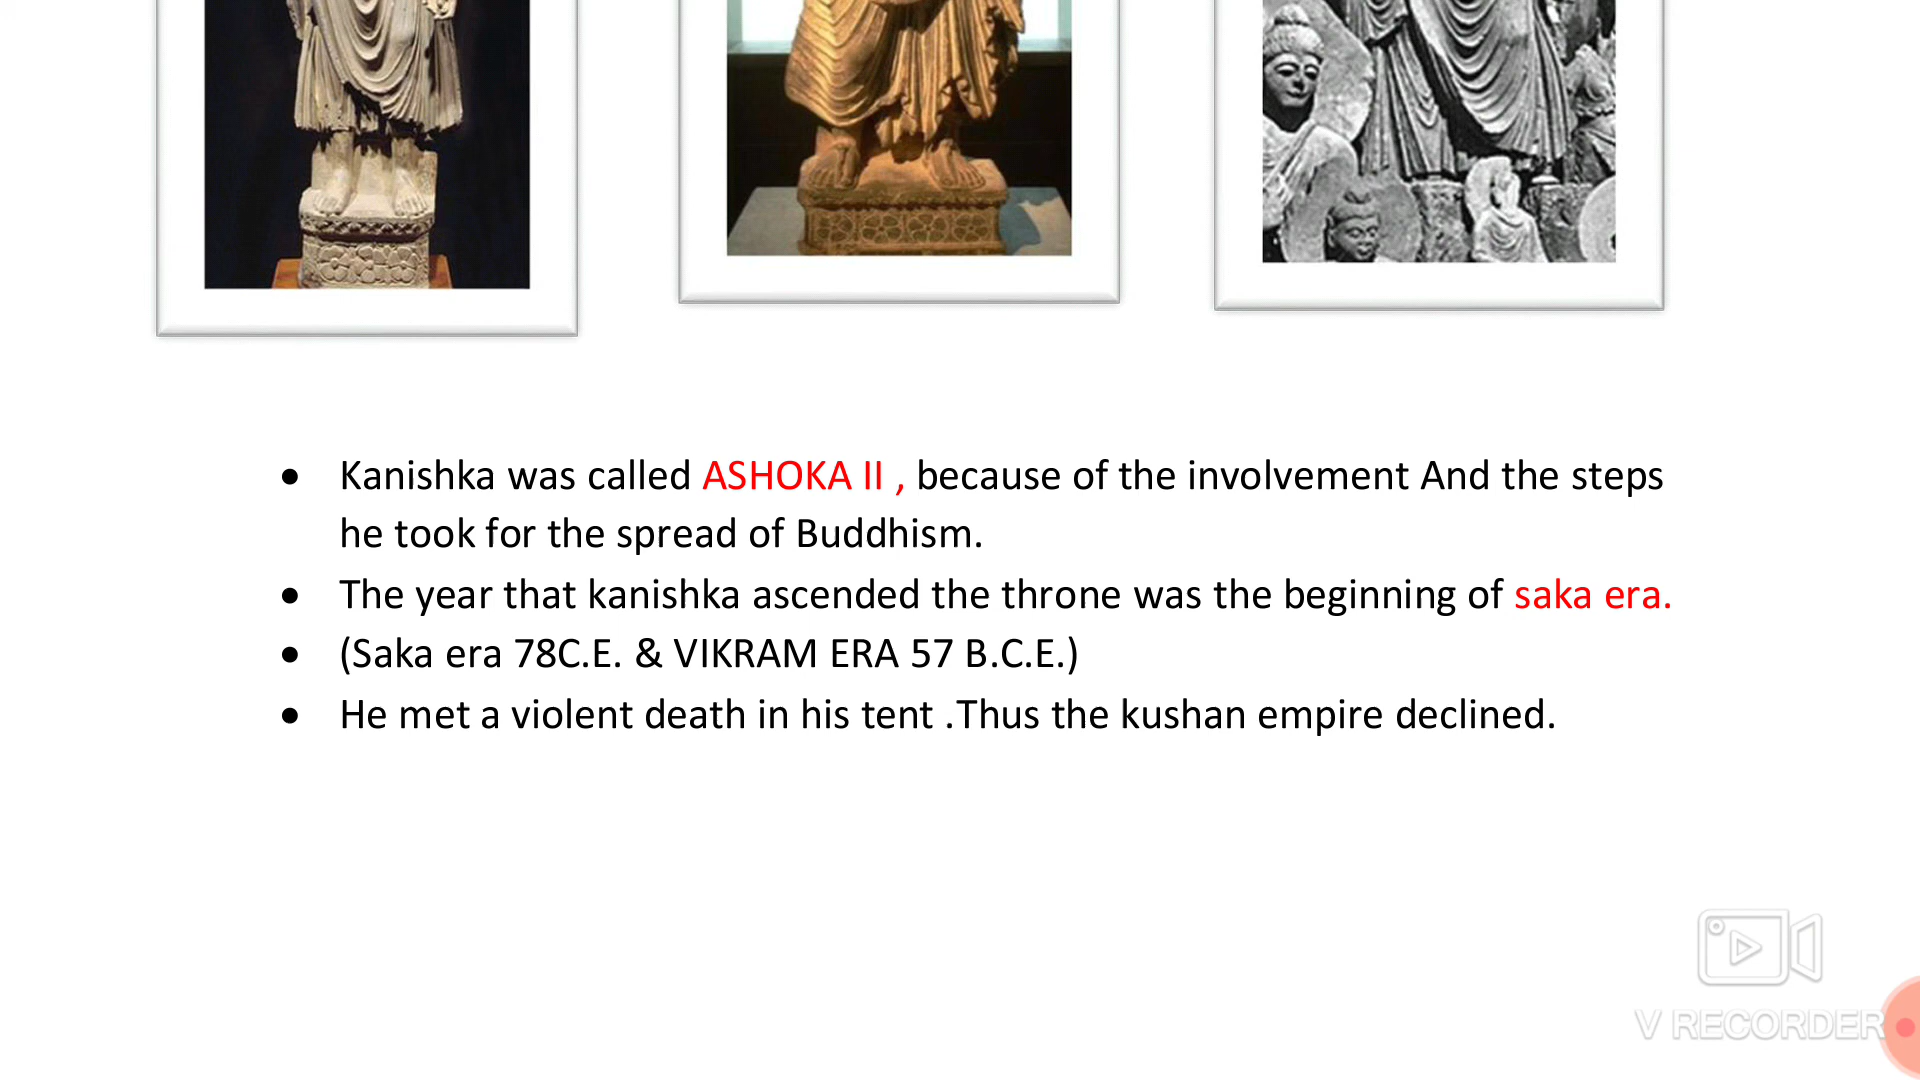 • Kanishka was called ASHOKA II , because of the involvement And the steps
he took for the spread of Buddhism.
• The year that kanishka ascended the throne was the beginning of saka era.
• (Saka era 78C.E. & VIKRAM ERA 57 B.C.E.)
• He met a violent death in his tent .Thus the kushan empire declined.
V RECORDER